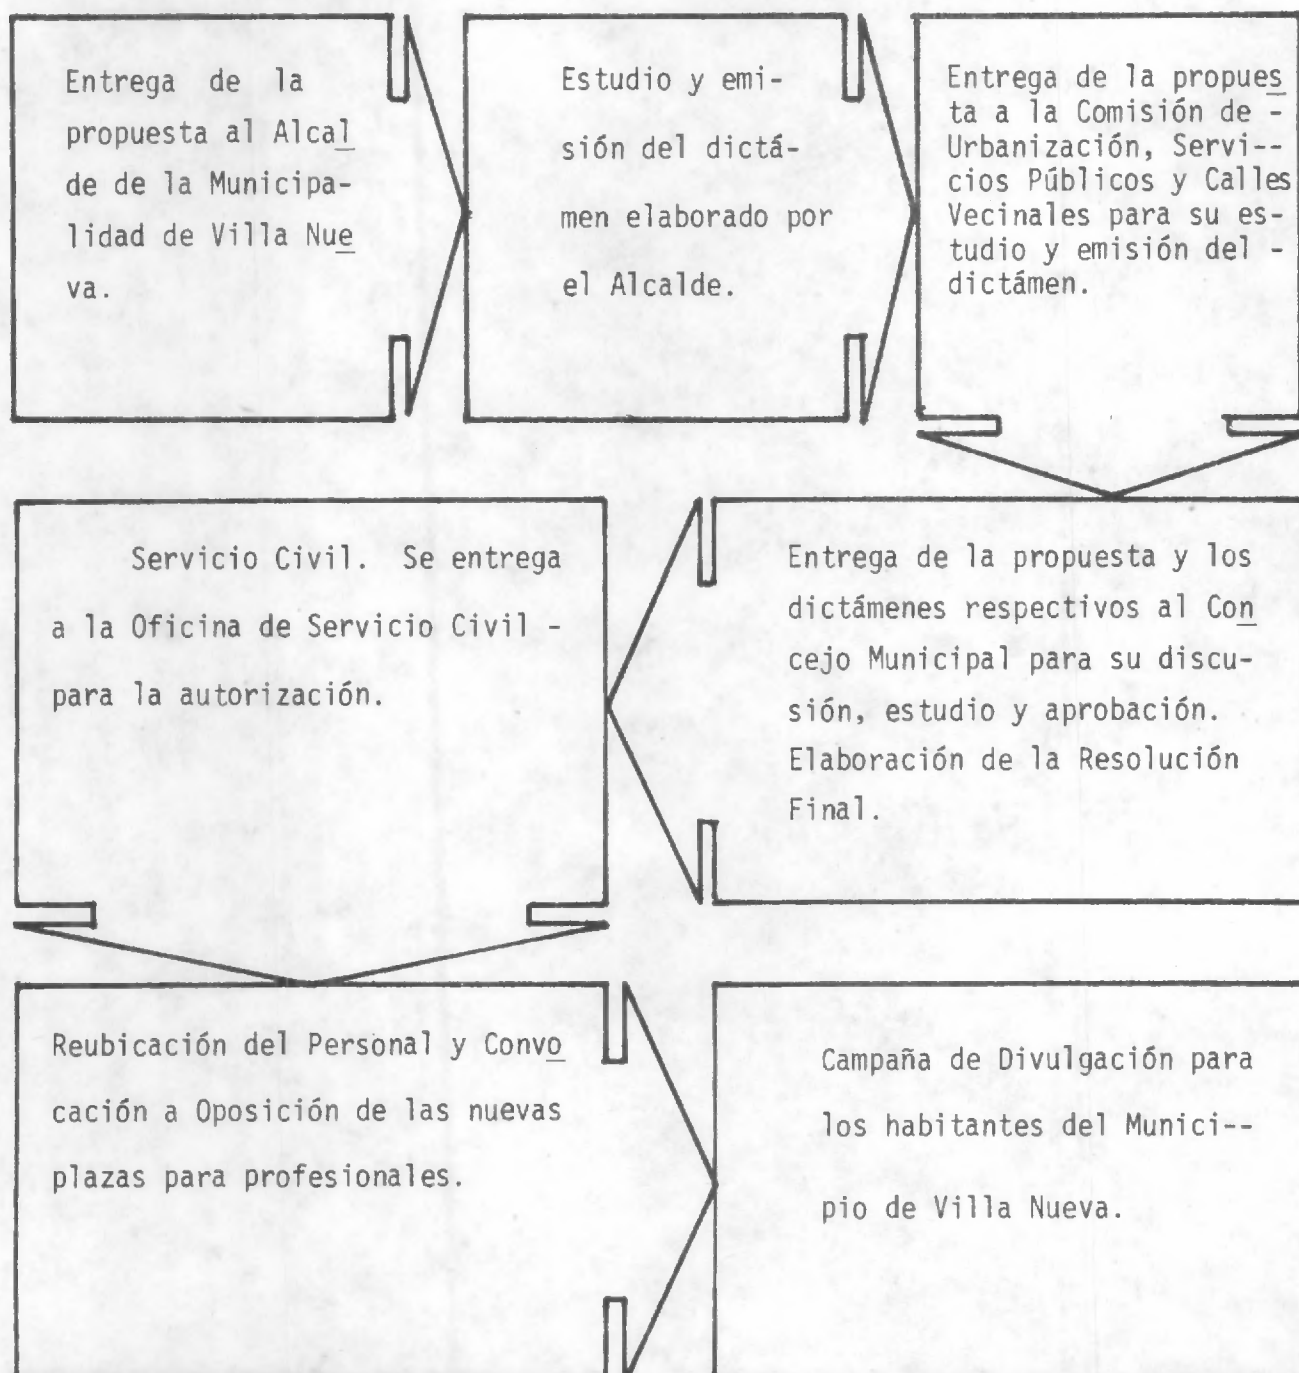 Entrega de la
propuesta al Alcal
de de la Municipa-
lidad de Villa Nue
va.
Estudio y emi-
sión del dictá-
men elaborado por
el Alcalde.
Entrega de la propues
ta a la Comisión de -
Urbanización, Servi--
cios Públicos y Calles
Vecinales para su es-
tudio y emisión del -
dictámen.
Entrega de la propuesta y los
dictámenes respectivos al Con
cejo Municipal para su discu-
sión, estudio y aprobación.
Elaboración de la Resolución
Final.
Servicio Civil. Se entrega
a la Oficina de Servicio Civil -
para la autorización.
Reubicación del Personal y Convo
cación a Oposición de las nuevas
plazas para profesionales.
Campaña de Divulgación para
los habitantes del Munici--
pio de Villa Nueva.